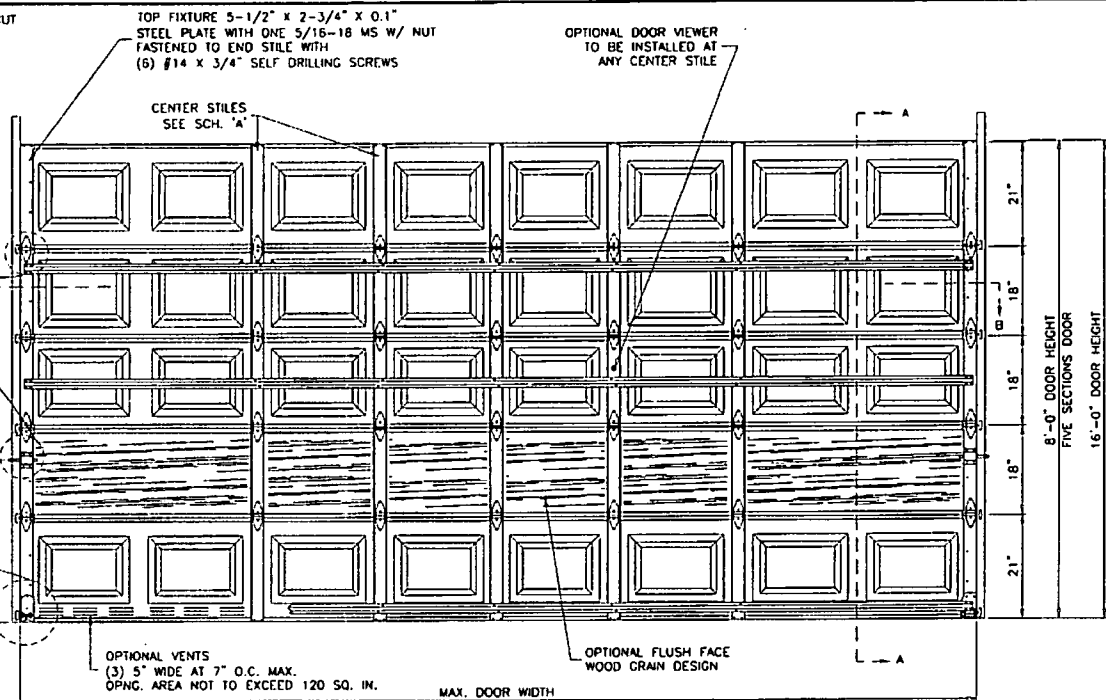 CUT
TOP FIXTURE 5-1/2" X 2-3/4" X 0.1"
STEEL PLATE WITH ONE 5/16-18 MS W/ NUT
FASTENED TO END STILE WITH
(6) #14 X 3/4" SELF DRILLING SCREWS
OPTIONAL DOOR VIEWER
TO BE INSTALLED AT
ANY CENTER STILE
CENTER STILES
SEE SCH. 'A'
A
21"
18"
B
18"
18"
21"
8'-0" DOOR HEIGHT
FIVE SECTIONS DOOR
16'-0" DOOR HEIGHT
OPTIONAL VENTS
(3) 5" WIDE AT 7" O.C. MAX.
OPNG. AREA NOT TO EXCEED 120 SQ. IN.
OPTIONAL FLUSH FACE
WOOD GRAIN DESIGN
A
MAX. DOOR WIDTH